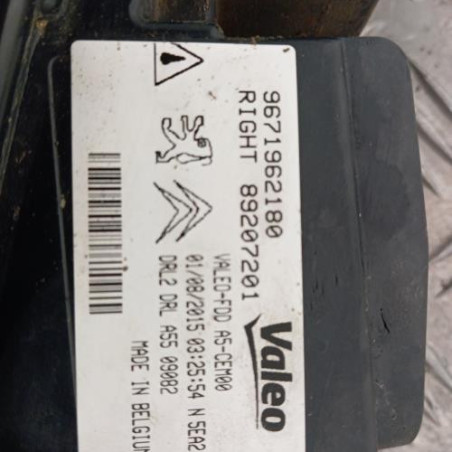 9671962180
RIGHT 89207201
Valeo
VALEO-FDD A5-CEM00
01/08/2015 03:25:54 N 5EA2
DRL2 DRL A55 09082
MADE IN BELGIUM